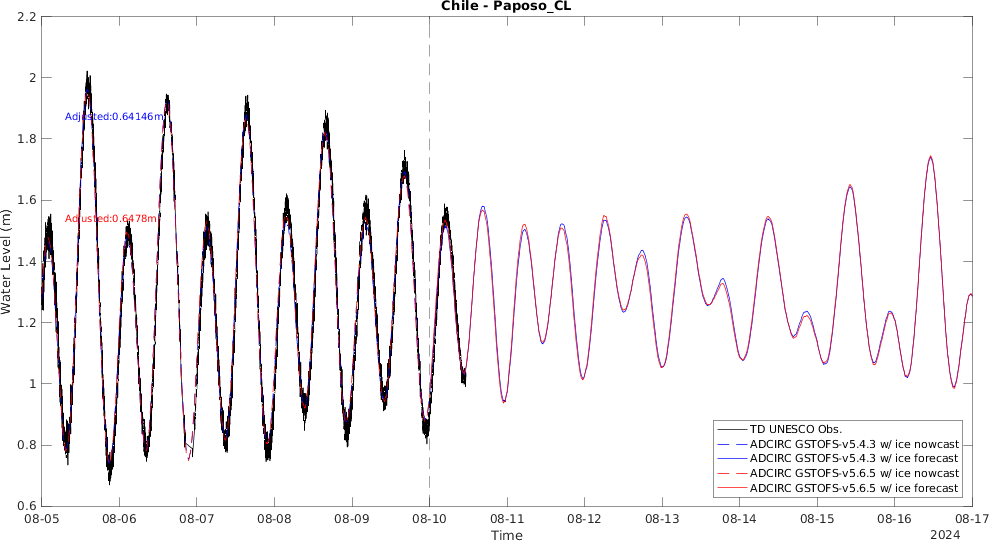 Chile - Paposo_CL
2.2
2
1.8
1.6
1.4
1.2
1
0.8
0.6
Water Level (m)
Adjusted:0.64146m
Adjusted:0.6478m
TD UNESCO Obs.
ADCIRC GSTOFS-v5.4.3 w/ ice nowcast
ADCIRC GSTOFS-v5.4.3 w/ ice forecast
ADCIRC GSTOFS-v5.6.5 w/ ice nowcast
ADCIRC GSTOFS-v5.6.5 w/ ice forecast
08-05 08-06 08-07 08-08 08-09 08-10 08-11 08-12 08-13 08-14 08-15 08-16 08-17
Time
2024